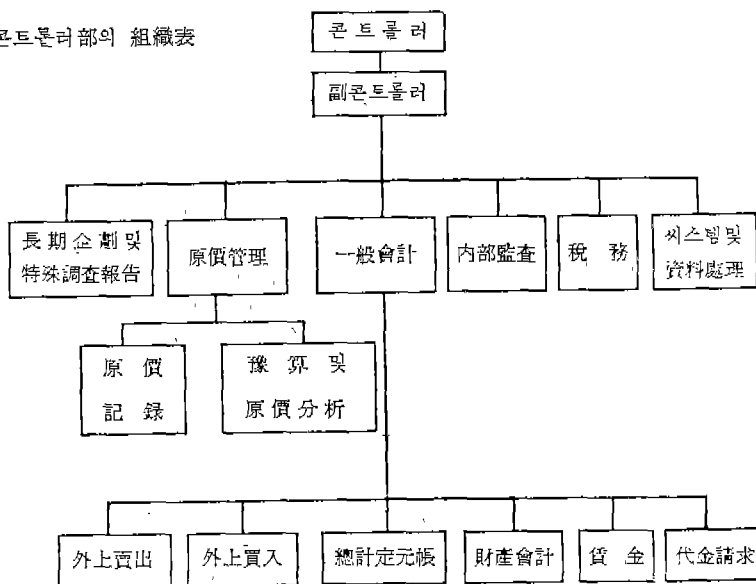 콘트롤러部의 組織表
콘트롤러
副콘트롤러
長期企劃및
特殊調査報告
原價管理
一般會計
內部監査
稅務
씨스템및
資料處理
原價
記録
豫算및
原價分析
外上賣出
外上買入
總計定元帳
財產會計
賃金
代金請求